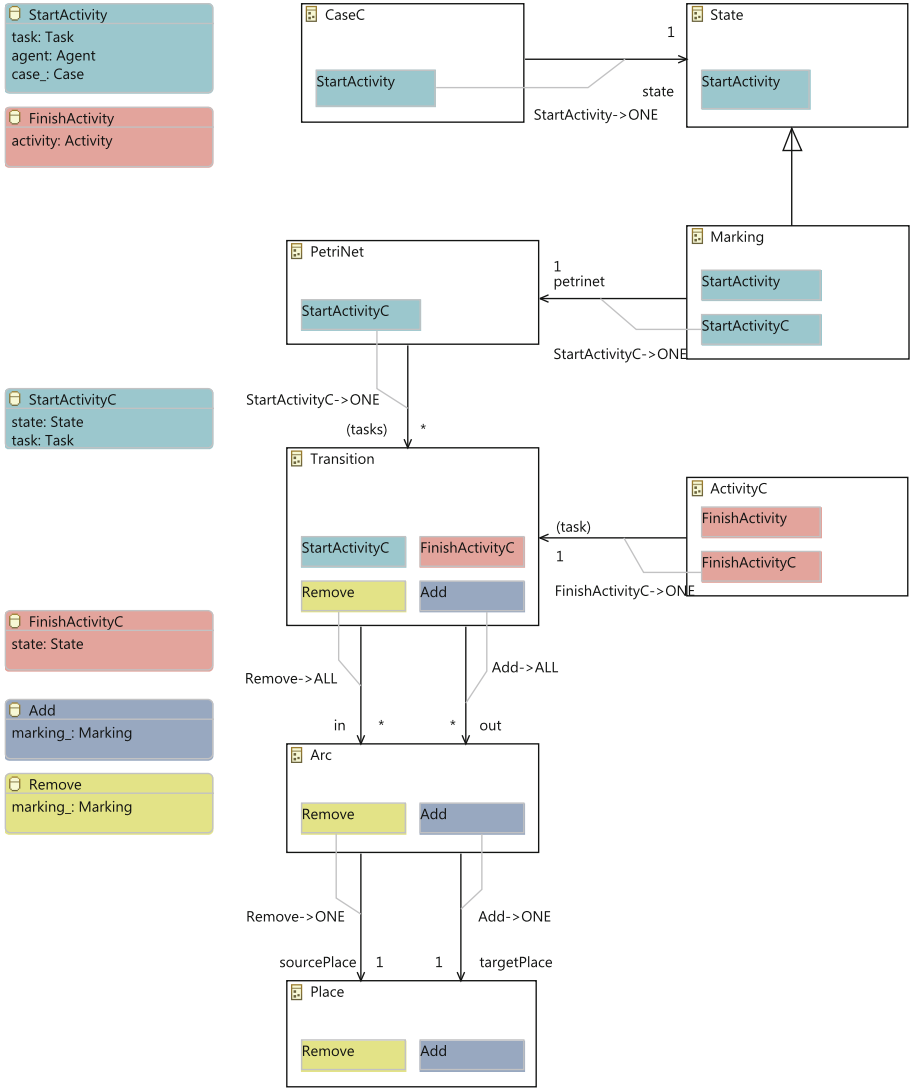 StartActivity
task: Task
agent: Agent
case_: Case
FinishActivity
activity: Activity
CaseC
StartActivity
State
StartActivity
1
state
StartActivity->ONE
PetriNet
StartActivityC
Marking
StartActivity
StartActivityC
1
petrinet
StartActivityC->ONE
StartActivityC
state: State
task: Task
StartActivityC->ONE
(tasks)
*
Transition
StartActivityC
FinishActivityC
Remove
Add
ActivityC
FinishActivity
FinishActivityC
(task)
1
FinishActivityC->ONE
FinishActivityC
state: State
Add
marking_: Marking
Remove
marking_: Marking
Remove->ALL
Add->ALL
in
*
*
out
Arc
Remove
Add
Remove->ONE
Add->ONE
sourcePlace
1
1
targetPlace
Place
Remove
Add